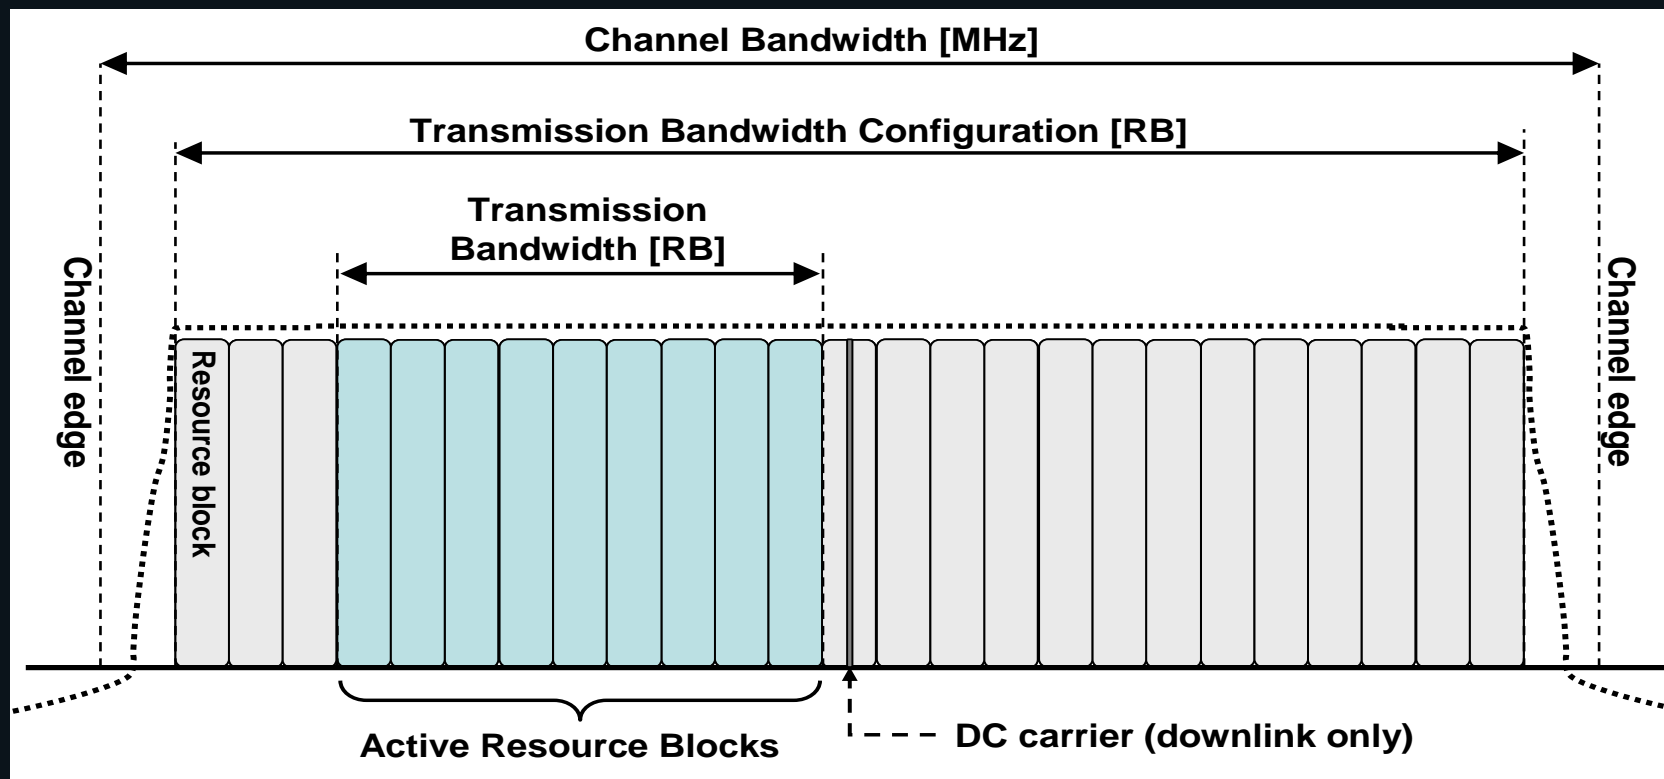 Channel Bandwidth [MHz]
Transmission Bandwidth Configuration [RB]
Transmission
Bandwidth [RB]
Channel edge
Channel edge
Resource block
Active Resource Blocks
DC carrier (downlink only)